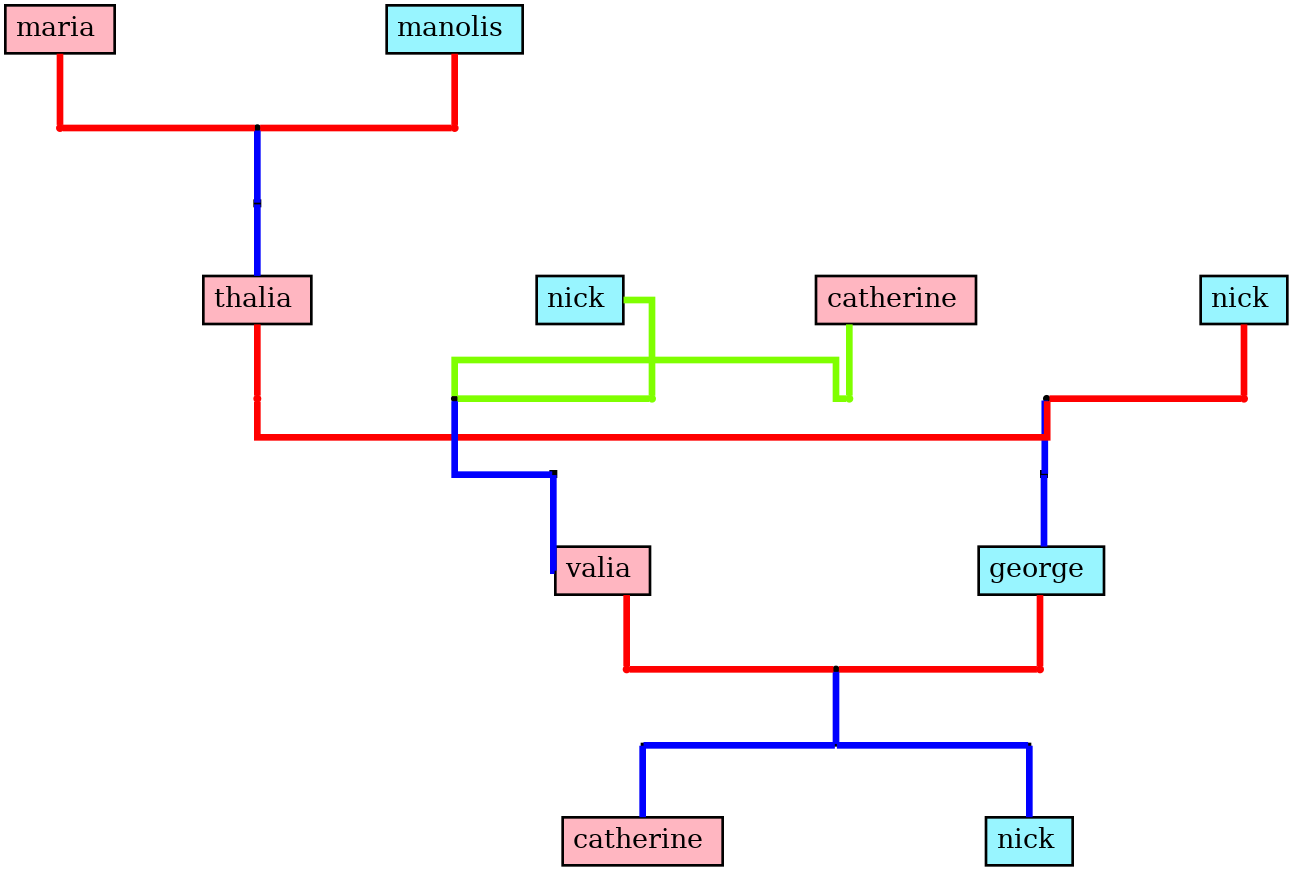 maria
manolis
thalia
nick
catherine
nick
valia
george
catherine
nick